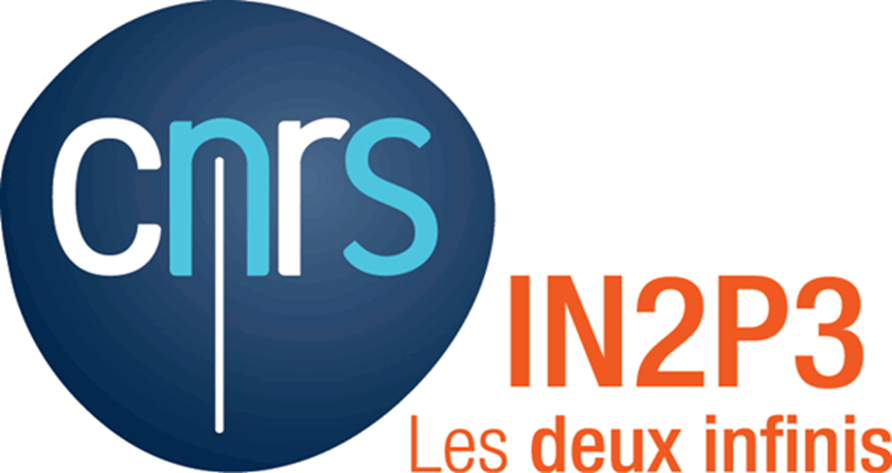 cnrs
IN2P3
Les deux infinis